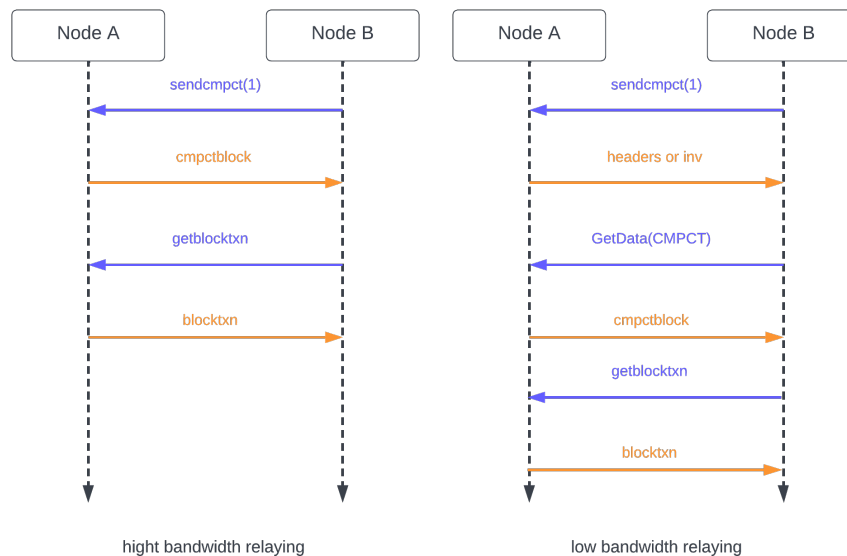 Node A
Node B
sendcmpct(1)
cmpctblock
getblocktxn
blocktxn
hight bandwidth relaying
Node A
Node B
sendcmpct(1)
headers or inv
GetData(CMPCT)
cmpctblock
getblocktxn
blocktxn
low bandwidth relaying